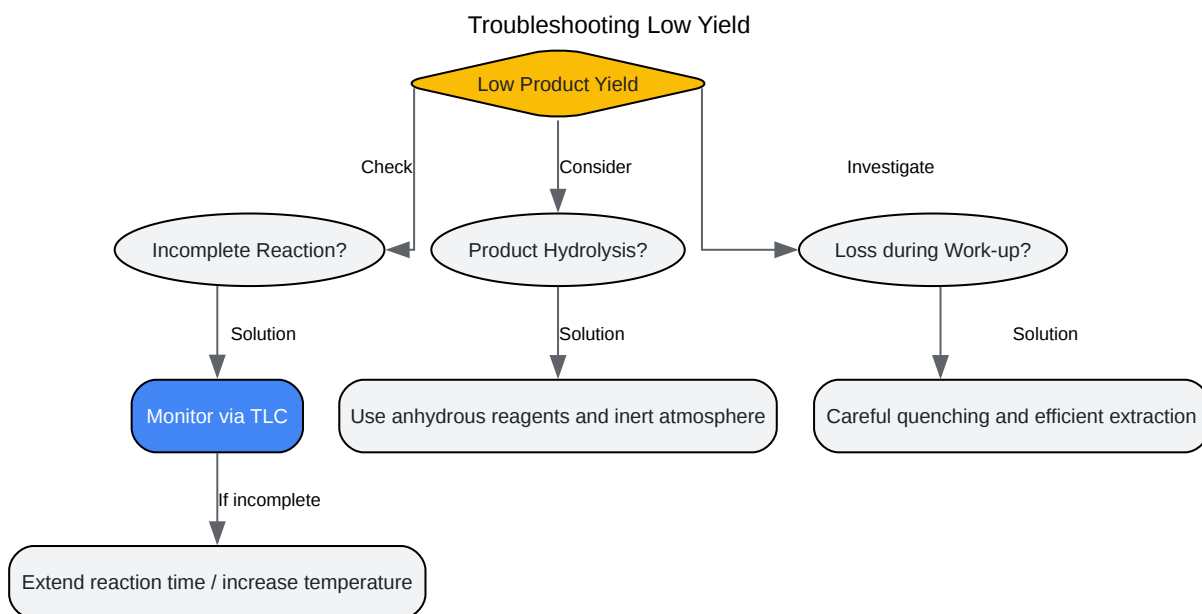 Troubleshooting Low Yield
Low Product Yield
Check
Consider
Investigate
Incomplete Reaction?
Product Hydrolysis?
Loss during Work-up?
Solution
Solution
Solution
Monitor via TLC
Use anhydrous reagents and inert atmosphere
Careful quenching and efficient extraction
If incomplete
Extend reaction time / increase temperature